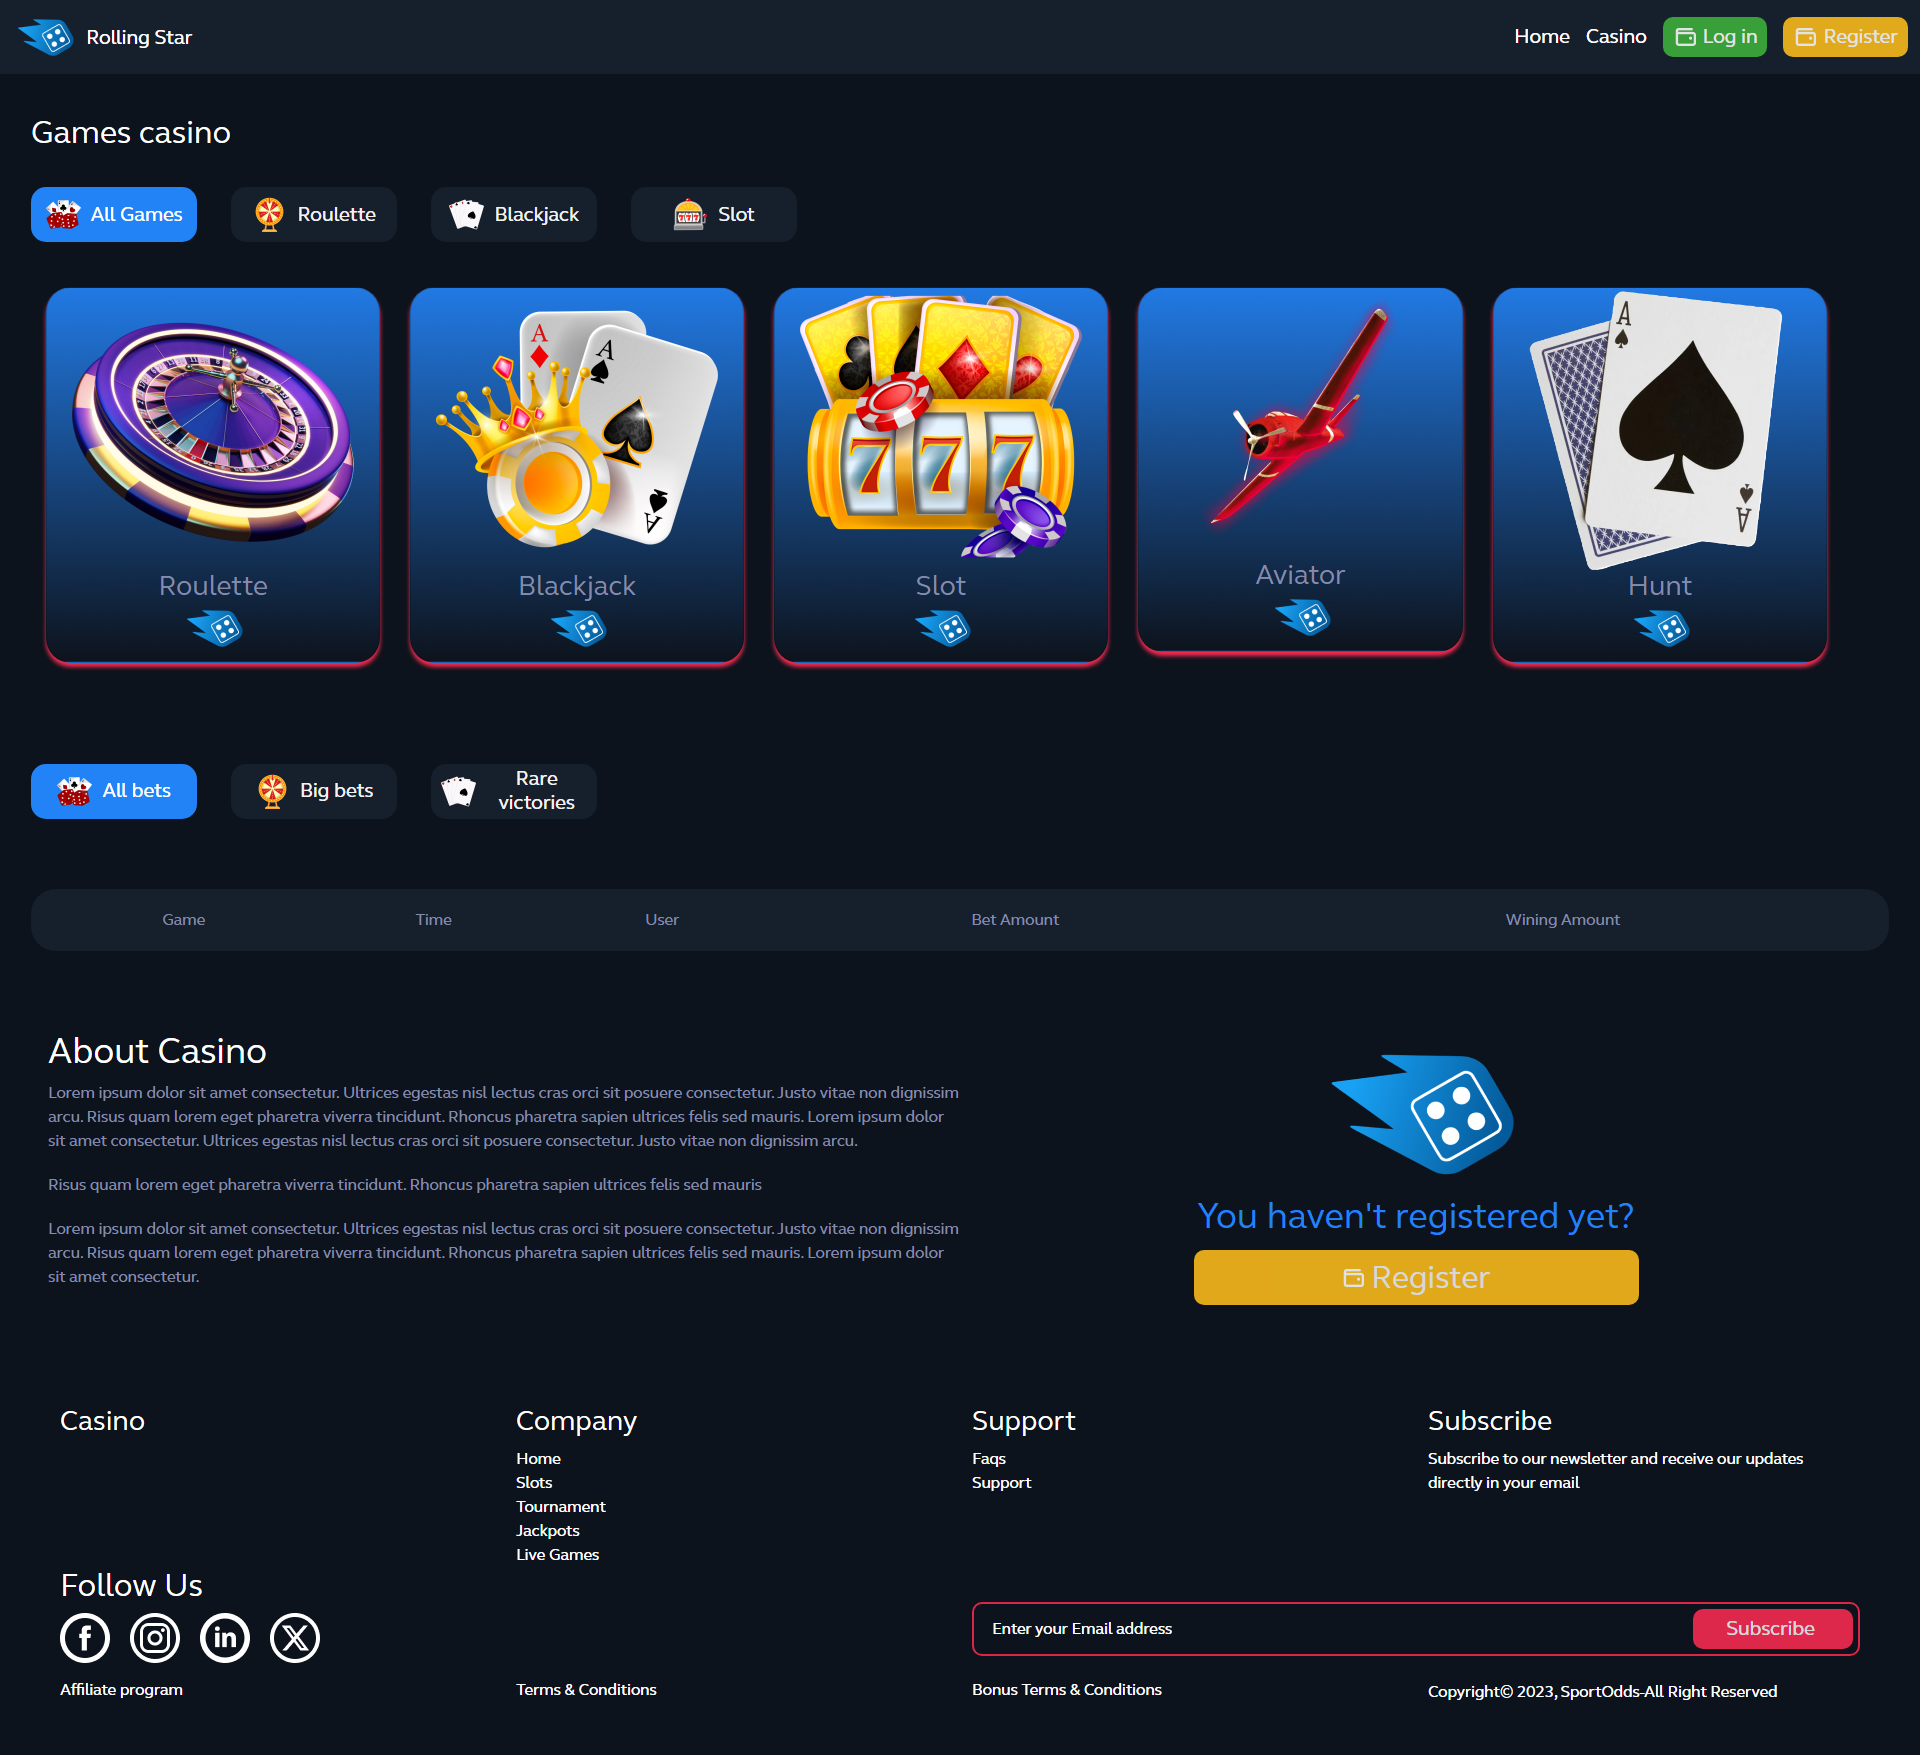 Rolling Star
Home
Casino
Log in
Register
Games casino
All Games
Roulette
Blackjack
Slot
A
A
A
7 7 7
A
A
Roulette
Blackjack
Slot
Aviator
Hunt
All bets
Big bets
Rare
victories
Game
Time
User
Bet Amount
Wining Amount
About Casino
Lorem ipsum dolor sit amet consectetur. Ultrices egestas nisl lectus cras orci sit posuere consectetur. Justo vitae non dignissim
arcu. Risus quam lorem eget pharetra viverra tincidunt. Rhoncus pharetra sapien ultrices felis sed mauris. Lorem ipsum dolor
sit amet consectetur. Ultrices egestas nisl lectus cras orci sit posuere consectetur. Justo vitae non dignissim arcu.
Risus quam lorem eget pharetra viverra tincidunt. Rhoncus pharetra sapien ultrices felis sed mauris
Lorem ipsum dolor sit amet consectetur. Ultrices egestas nisl lectus cras orci sit posuere consectetur. Justo vitae non dignissim
arcu. Risus quam lorem eget pharetra viverra tincidunt. Rhoncus pharetra sapien ultrices felis sed mauris. Lorem ipsum dolor
sit amet consectetur.
You haven't registered yet?
Register
Casino
Company
Home
Slots
Tournament
Jackpots
Live Games
Support
Faqs
Support
Subscribe
Subscribe to our newsletter and receive our updates
directly in your email
Follow Us
Enter your Email address
Subscribe
Affiliate program
Terms & Conditions
Bonus Terms & Conditions
Copyright© 2023, SportOdds-All Right Reserved